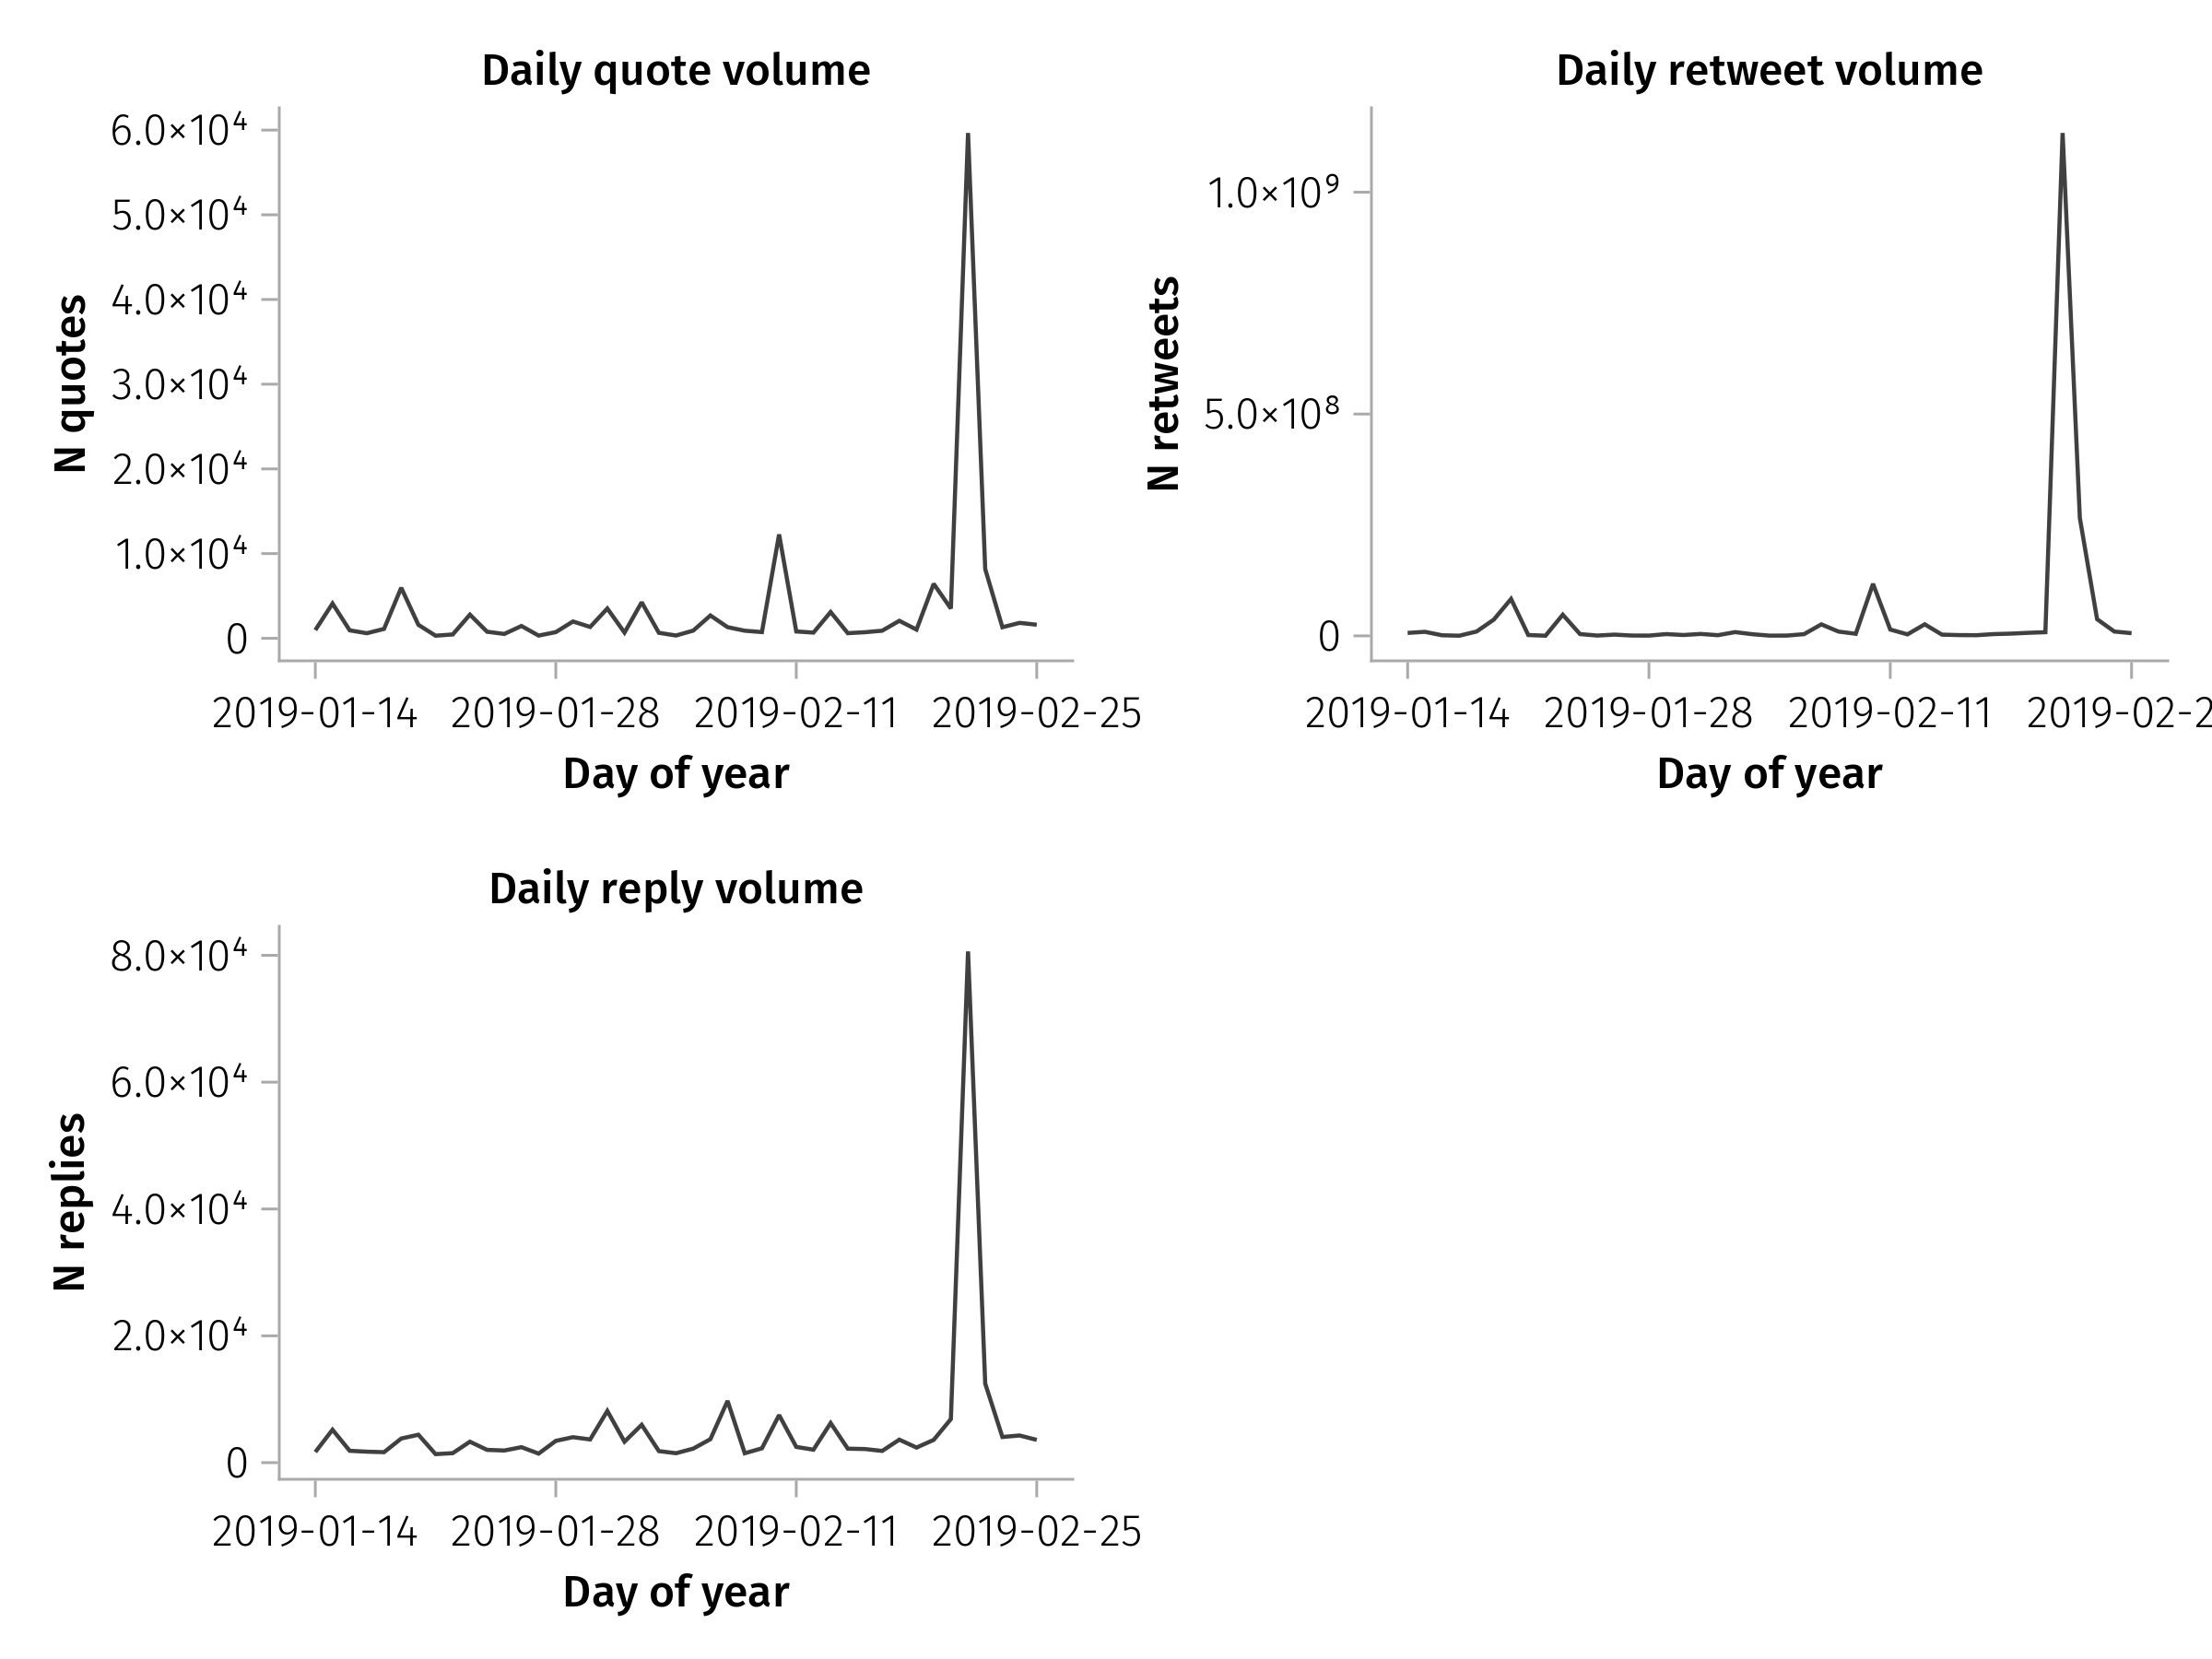 Daily quote volume
6.0×10⁴
5.0×10⁴
4.0×10⁴
3.0×10⁴
2.0×10⁴
1.0×10⁴
0
N quotes
2019-01-14 2019-01-28 2019-02-11 2019-02-25
Day of year
Daily retweet volume
1.0×10⁹
5.0×10⁸
0
N retweets
2019-01-14 2019-01-28 2019-02-11 2019-02-2
Day of year
Daily reply volume
8.0×10⁴
6.0×10⁴
4.0×10⁴
2.0×10⁴
0
N replies
2019-01-14 2019-01-28 2019-02-11 2019-02-25
Day of year